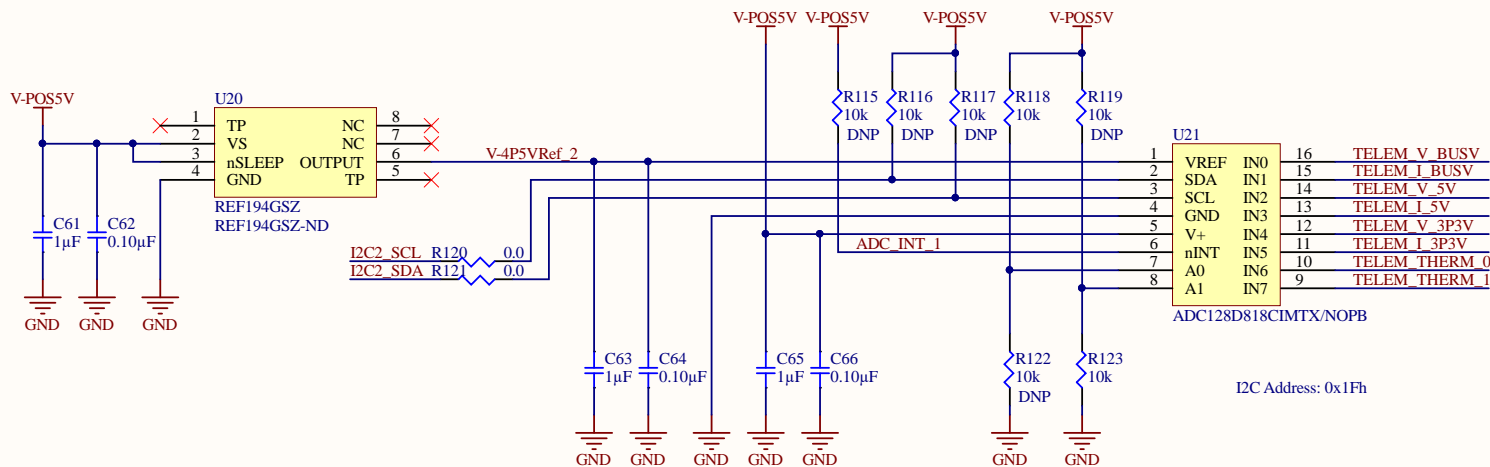 V-POS5V
V-POS5V
V-POS5V
V-POS5V
V-POS5V
U20
1
TP
NC
8
2
VS
NC
7
3
nSLEEP
OUTPUT
6
4
GND
TP
5
REF194GSZ
REF194GSZ-ND
C61
1µF
C62
0.10µF
GND
GND
GND
V-4P5VRef_2
I2C2_SCL
R120
0.0
I2C2_SDA
R121
0.0
R115
10k
DNP
R116
10k
R117
10k
DNP
R118
10k
R119
10k
DNP
ADC_INT_1
U21
1
VREF
IN0
16
TELEM_V_BUSV
2
SDA
IN1
15
TELEM_I_BUSV
3
SCL
IN2
14
TELEM_V_5V
4
GND
IN3
13
TELEM_I_5V
5
V+
IN4
12
TELEM_V_3P3V
6
nINT
IN5
11
TELEM_I_3P3V
7
A0
IN6
10
TELEM_THERM_0
8
A1
IN7
9
TELEM_THERM_1
ADC128D818CIMTX/NOPB
C63
1µF
C64
0.10µF
C65
1µF
C66
0.10µF
R122
10k
DNP
R123
10k
I2C Address: 0x1Fh
GND
GND
GND
GND
GND
GND
GND